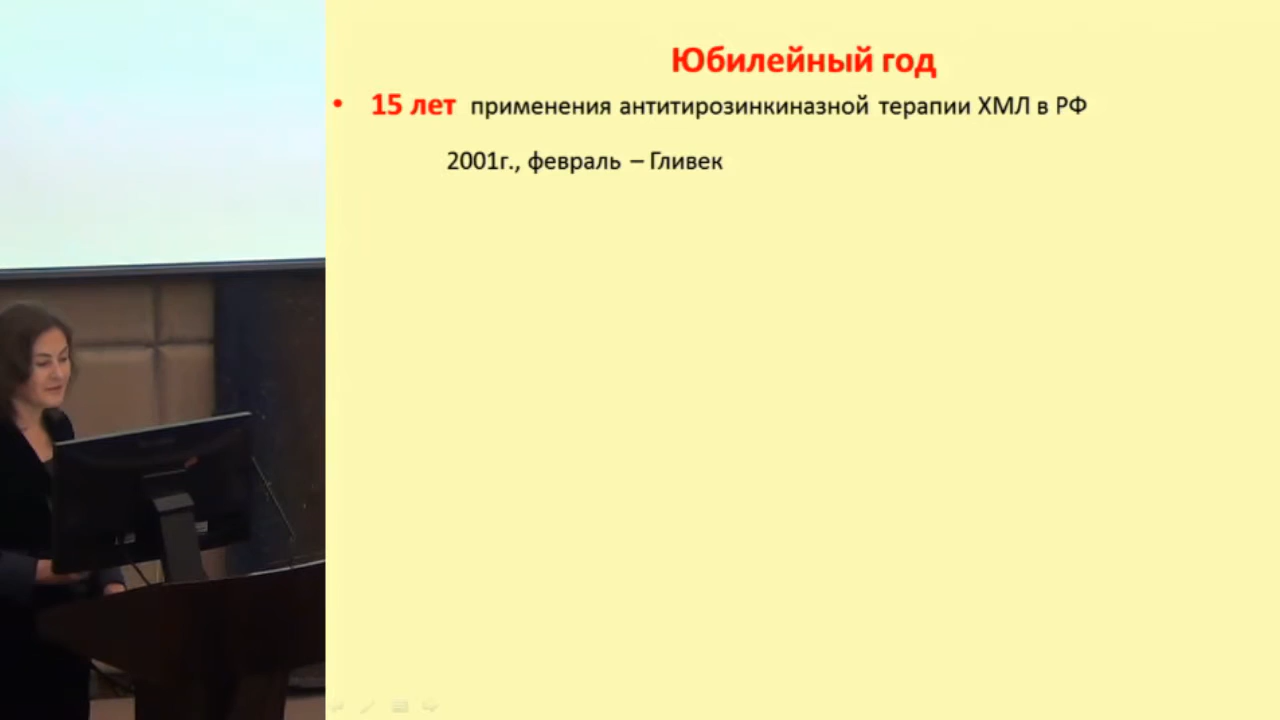 Юбилейный год
• 15 лет применения антитирозинкиназной терапии ХМЛ в РФ
2001г., февраль – Гливек